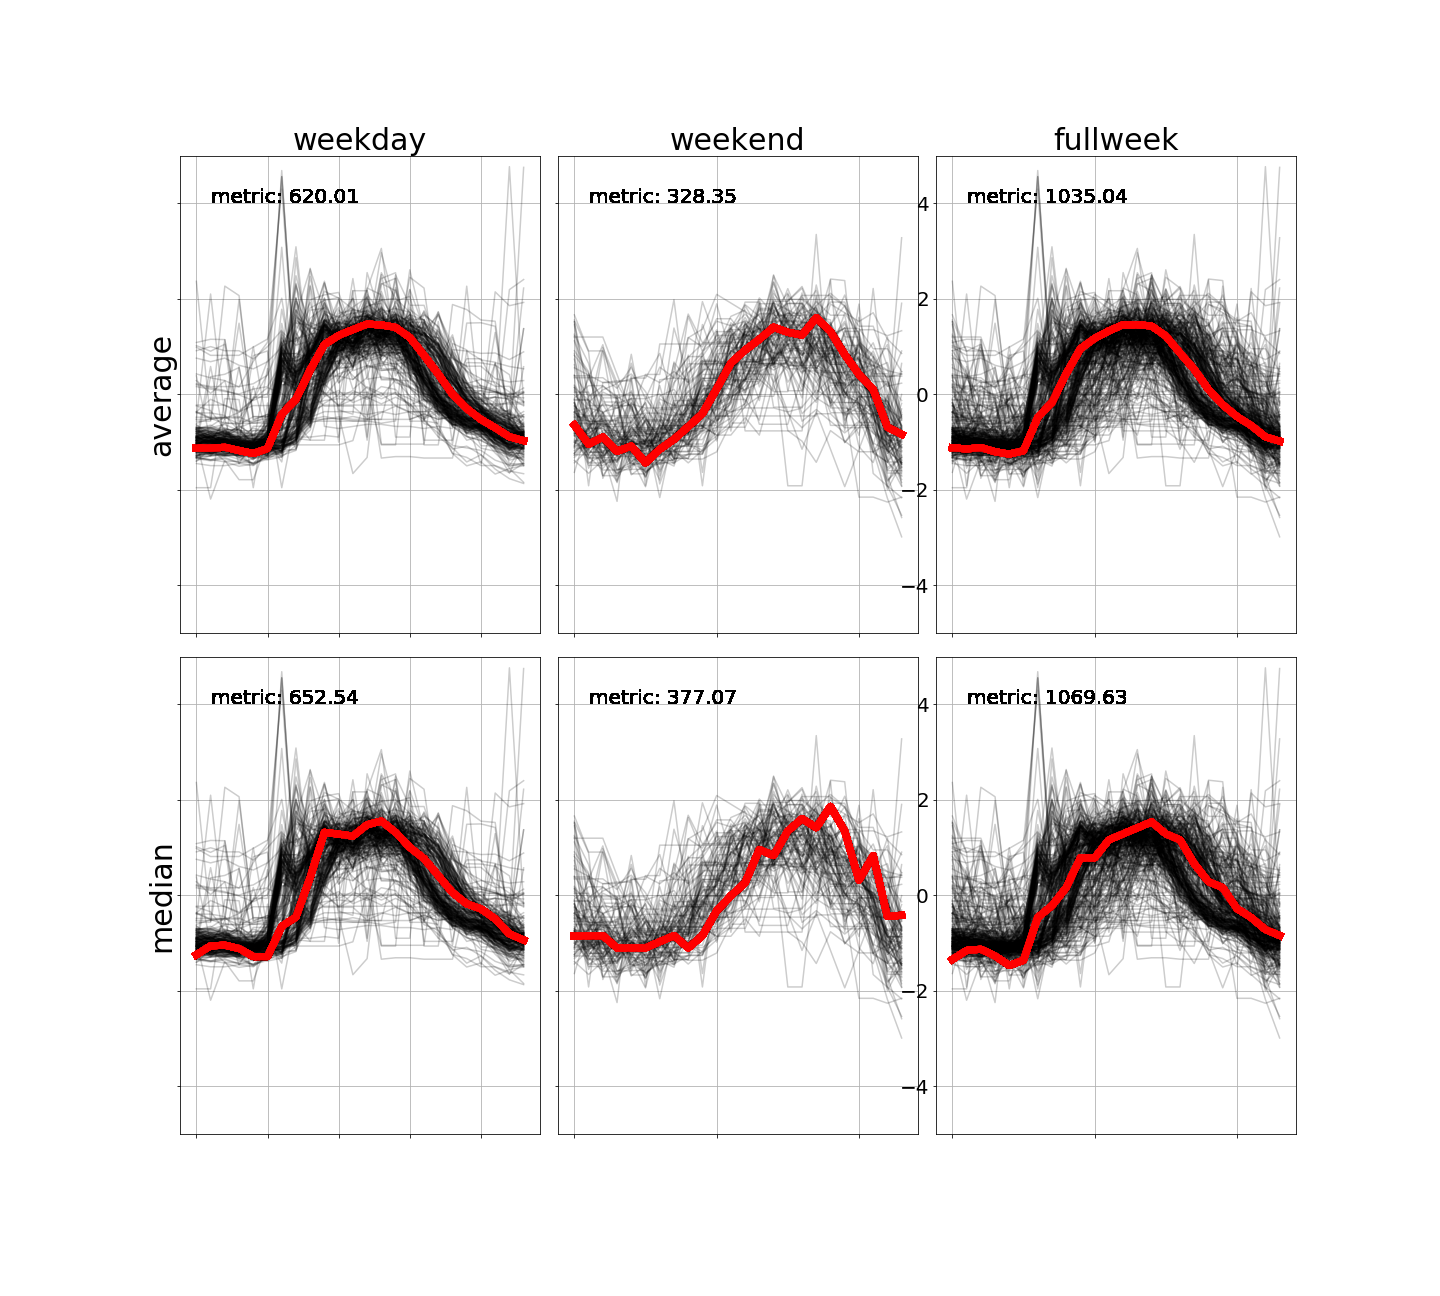 weekday weekend fullweek
average
metric: 620.01
metric: 328.35
metric: 1035.04
4
2
0
−2
−4
median
metric: 652.54
metric: 377.07
metric: 1069.63
4
2
0
−2
−4